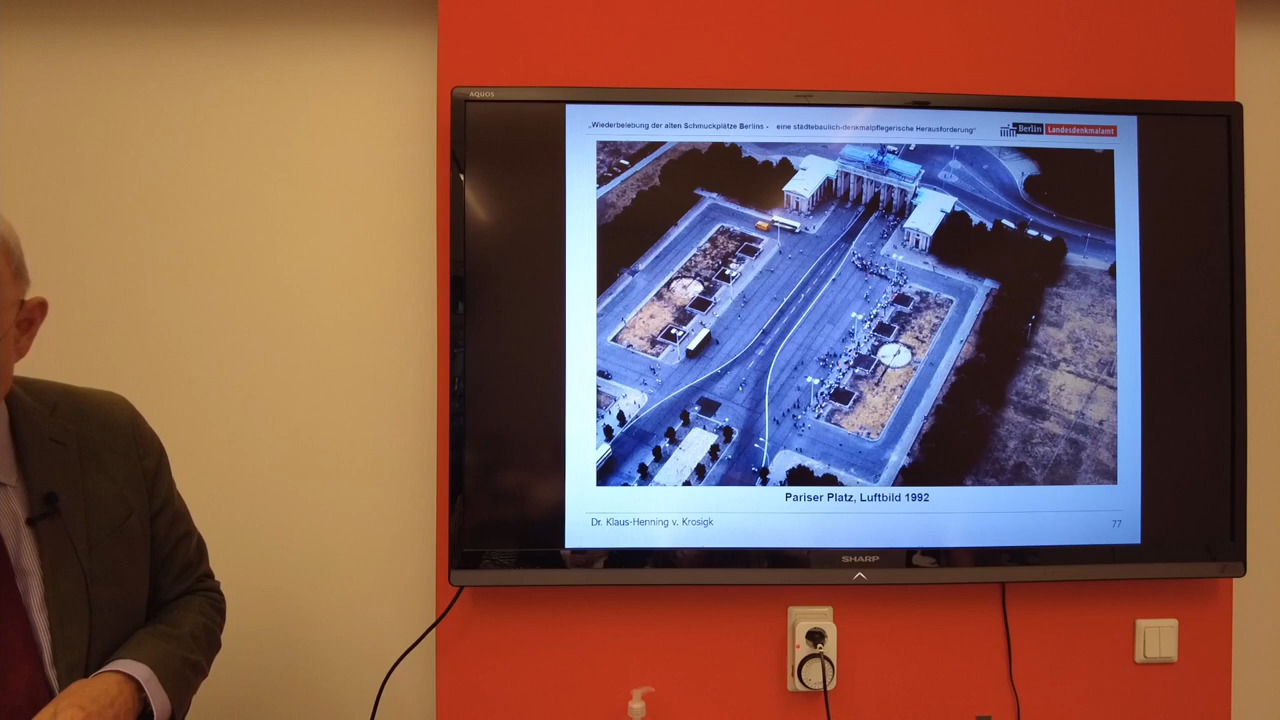 AQUOS
„Wiederbelebung der alten Schmuckplätze Berlins - eine städtebaulich-denkmalpflegerische Herausforderung"
Berlin Landesdenkmalamt
Pariser Platz, Luftbild 1992
Dr. Klaus-Henning v. Krosigk
77
SHARP